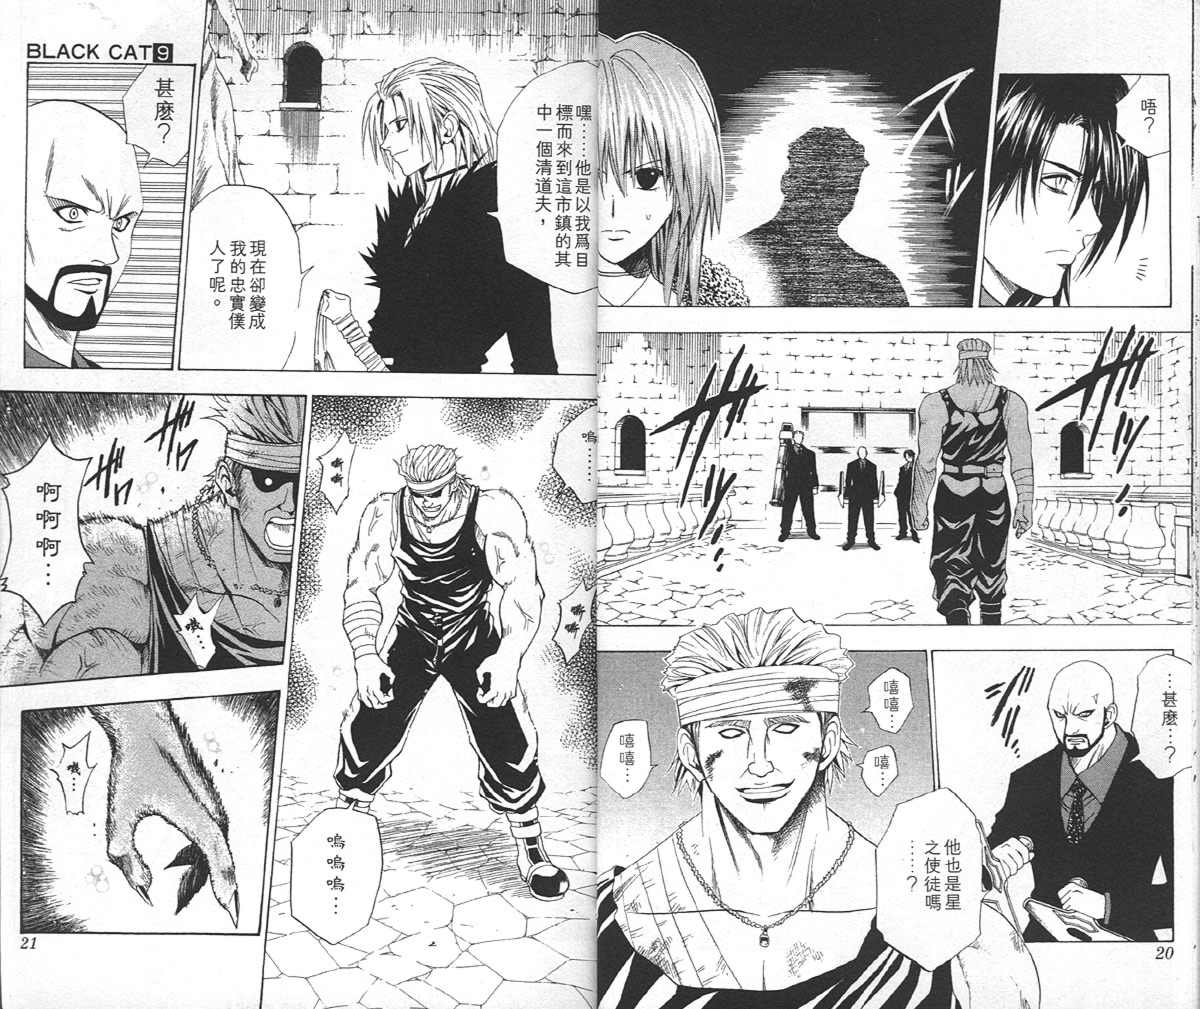 唔?
…甚麼
…?
嘻
嘻…
嘻
嘻
嘻…
他也是星
之使徒嗎
……?
20
BLACK CAT 9
嘿……他是以我爲目
標而來到這市鎮的其
中一個清道夫，
現在卻變成
我的忠實僕
人了呢。
甚麼?
嗚……
嗚
嗚
嗚…
啊
啊
啊…
嘰…
嘰…
21